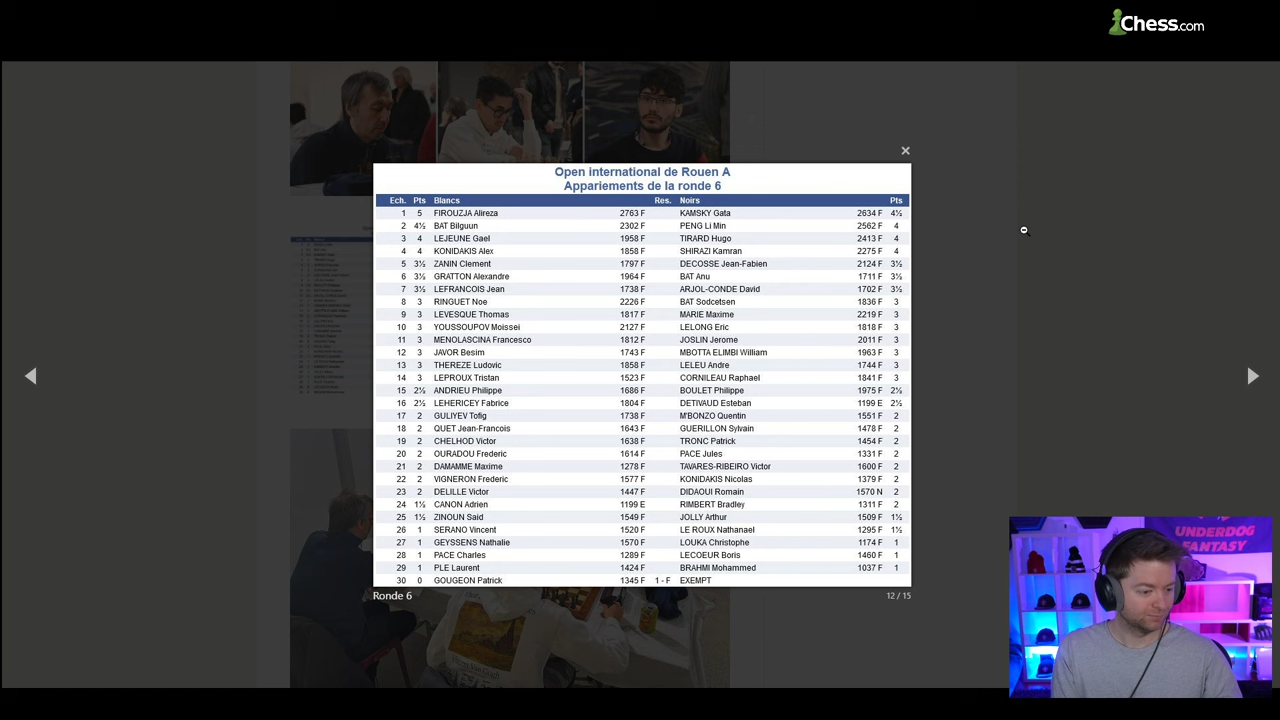 Chess.com
Open international de Rouen A
Appariements de la ronde 6
Ech. Pts Blancs Res. Noirs Pts
1 5 FIROUZJA Alireza 2763 F KAMSKY Gata 2634 F 4½
2 4½ BAT Bilguun 2302 F PENG Li Min 2562 F 4
3 4 LEJEUNE Gael 1958 F TIRARD Hugo 2413 F 4
4 4 KONIDAKIS Alex 1858 F SHIRAZI Kamran 2275 F 4
5 3½ ZANIN Clement 1797 F DECOSSE Jean-Fabien 2124 F 3½
6 3½ GRATTON Alexandre 1964 F BAT Anu 1711 F 3½
7 3½ LEFRANCOIS Jean 1738 F ARJOL-CONDE David 1702 F 3½
8 3 RINGUET Noe 2226 F BAT Sodcetsen 1836 F 3
9 3 LEVESQUE Thomas 1817 F MARIE Maxime 2219 F 3
10 3 YOUSSOUPOV Moissei 2127 F LELONG Eric 1818 F 3
11 3 MENOLASCINA Francesco 1812 F JOSLIN Jerome 2011 F 3
12 3 JAVOR Besim 1743 F MBOTTA ELIMBI William 1963 F 3
13 3 THEREZE Ludovic 1858 F LELEU Andre 1744 F 3
14 3 LEPROUX Tristan 1523 F CORNILEAU Raphael 1841 F 3
15 2½ ANDRIEU Philippe 1686 F BOULET Philippe 1975 F 2½
16 2½ LEHERICEY Fabrice 1804 F DETIVAUD Esteban 1199 E 2½
17 2 GULIYEV Tofig 1738 F M'BONZO Quentin 1551 F 2
18 2 QUET Jean-Francois 1643 F GUERILLON Sylvain 1478 F 2
19 2 CHELHOD Victor 1638 F TRONC Patrick 1454 F 2
20 2 OURADOU Frederic 1614 F PACE Jules 1331 F 2
21 2 DAMAMME Maxime 1278 F TAVARES-RIBEIRO Victor 1600 F 2
22 2 VIGNERON Frederic 1577 F KONIDAKIS Nicolas 1379 F 2
23 2 DELILLE Victor 1447 F DIDAOUI Romain 1570 N 2
24 1½ CANON Adrien 1199 E RIMBERT Bradley 1311 F 2
25 1½ ZINOUN Said 1549 F JOLLY Arthur 1509 F 1½
26 1 SERANO Vincent 1520 F LE ROUX Nathanael 1295 F 1½
27 1 GEYSSENS Nathalie 1570 F LOUKA Christophe 1174 F 1
28 1 PACE Charles 1289 F LECOEUR Boris 1460 F 1
29 1 PLE Laurent 1424 F BRAHMI Mohammed 1037 F 1
30 0 GOUGEON Patrick 1345 F 1 - F EXEMPT
Ronde 6 12 / 15
UNDERDOG
FANTASY